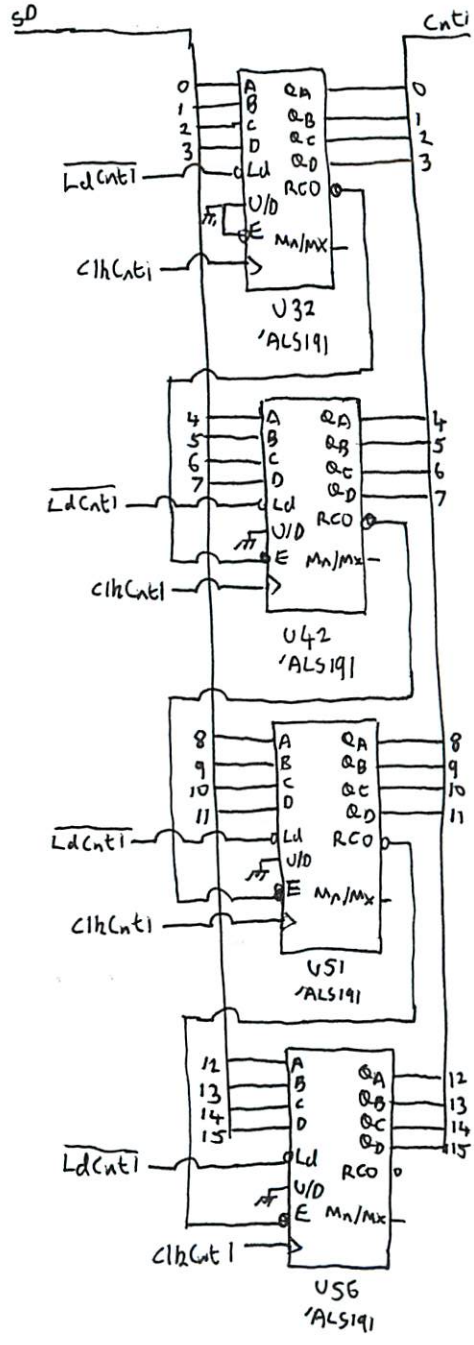 SD Cnti
0 A QA 0
1 B QB 1
2 C QC 2
3 D QD 3
LdCntl Ld RCO
U/D
E Mn/Mx
ClkCnti
U32
'ALS191
4 A QA 4
5 B QB 5
6 C QC 6
7 D QD 7
LdCntl Ld RCO
U/D
E Mn/Mx
ClkCntl
U42
'ALS191
8 A QA 8
9 B QB 9
10 C QC 10
11 D QD 11
LdCntl Ld RCO
U/D
E Mn/Mx
ClkCnti
U51
'ALS191
12 A QA 12
13 B QB 13
14 C QC 14
15 D QD 15
LdCntl Ld RCO
U/D
E Mn/Mx
ClkCntl
U56
'ALS191